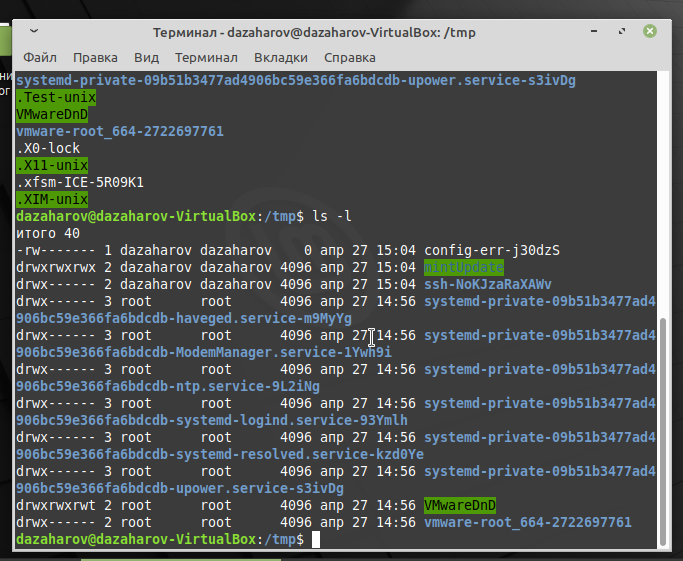 Терминал - dazaharov@dazaharov-VirtualBox: /tmp
Файл Правка Вид Терминал Вкладки Справка
systemd-private-09b51b3477ad4906bc59e366fa6bdcdb-upower.service-s3ivDg
.Test-unix
VMwareDnD
vmware-root_664-2722697761
.X0-lock
.X11-unix
.xfsm-ICE-5R09K1
.XIM-unix
dazaharov@dazaharov-VirtualBox:/tmp$ ls -l
итого 40
-rw------- 1 dazaharov dazaharov    0 апр 27 15:04 config-err-j30dzS
drwxrwxrwx 2 dazaharov dazaharov 4096 апр 27 15:04 mintUpdate
drwx------ 2 dazaharov dazaharov 4096 апр 27 15:04 ssh-NoKJzaRaXAWv
drwx------ 3 root      root      4096 апр 27 14:56 systemd-private-09b51b3477ad4
906bc59e366fa6bdcdb-haveged.service-m9MyYg
drwx------ 3 root      root      4096 апр 27 14:56 systemd-private-09b51b3477ad4
906bc59e366fa6bdcdb-ModemManager.service-1Ywh9i
drwx------ 3 root      root      4096 апр 27 14:56 systemd-private-09b51b3477ad4
906bc59e366fa6bdcdb-ntp.service-9L2iNg
drwx------ 3 root      root      4096 апр 27 14:56 systemd-private-09b51b3477ad4
906bc59e366fa6bdcdb-systemd-logind.service-93Ymlh
drwx------ 3 root      root      4096 апр 27 14:56 systemd-private-09b51b3477ad4
906bc59e366fa6bdcdb-systemd-resolved.service-kzd0Ye
drwx------ 3 root      root      4096 апр 27 14:56 systemd-private-09b51b3477ad4
906bc59e366fa6bdcdb-upower.service-s3ivDg
drwxrwxrwt 2 root      root      4096 апр 27 14:56 VMwareDnD
drwx------ 2 root      root      4096 апр 27 14:56 vmware-root_664-2722697761
dazaharov@dazaharov-VirtualBox:/tmp$